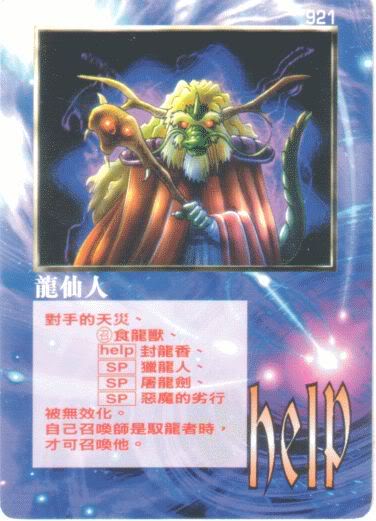 921
龍仙人
對手的天災、
召食龍獸、
help 封龍香、
SP 獵龍人、
SP 屠龍劍、
SP 惡魔的劣行
被無效化。
自己召喚師是馭龍者時，
才可召喚他。
help